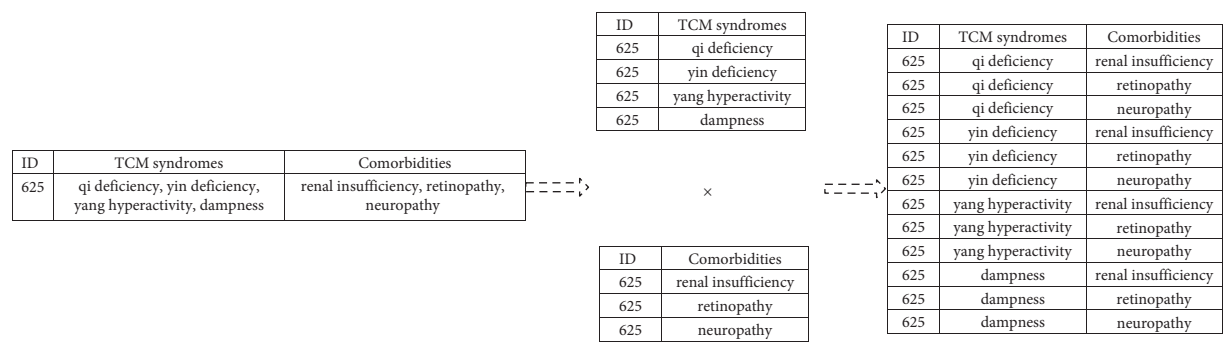 ID TCM syndromes Comorbidities
625 qi deficiency, yin deficiency, renal insufficiency, retinopathy,
yang hyperactivity, dampness neuropathy
ID TCM syndromes
625 qi deficiency
625 yin deficiency
625 yang hyperactivity
625 dampness
×
ID Comorbidities
625 renal insufficiency
625 retinopathy
625 neuropathy
ID TCM syndromes Comorbidities
625 qi deficiency renal insufficiency
625 qi deficiency retinopathy
625 qi deficiency neuropathy
625 yin deficiency renal insufficiency
625 yin deficiency retinopathy
625 yin deficiency neuropathy
625 yang hyperactivity renal insufficiency
625 yang hyperactivity retinopathy
625 yang hyperactivity neuropathy
625 dampness renal insufficiency
625 dampness retinopathy
625 dampness neuropathy